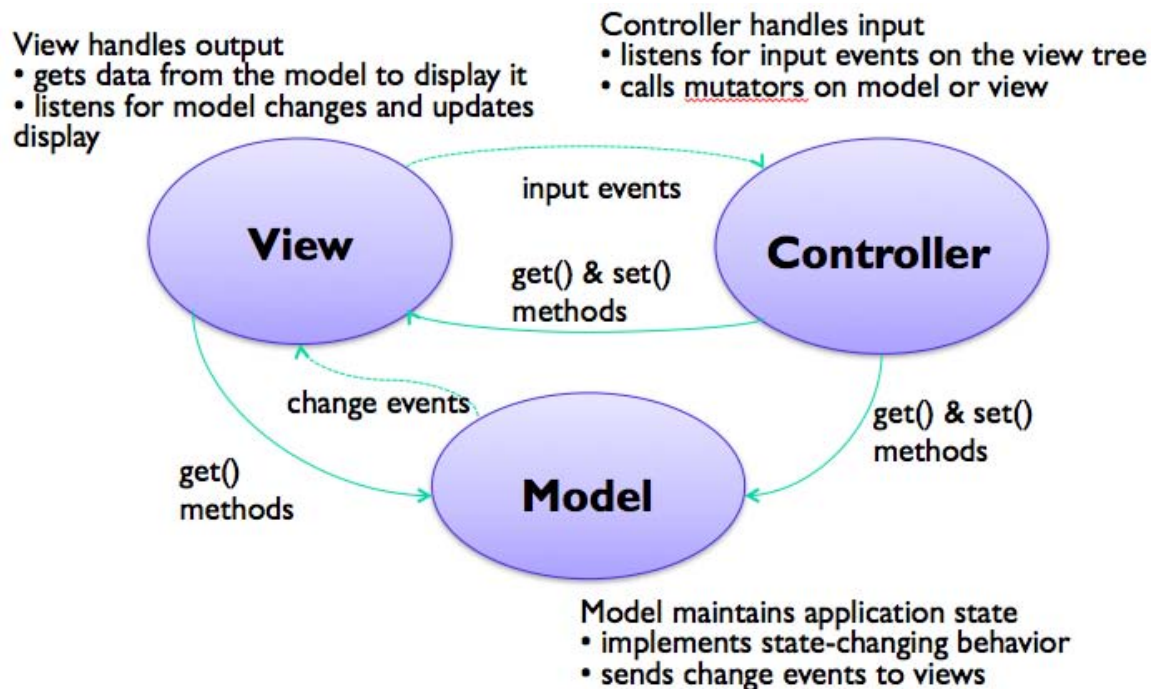 View handles output
• gets data from the model to display it
• listens for model changes and updates
display
Controller handles input
• listens for input events on the view tree
• calls mutators on model or view
input events
View
Controller
get() & set()
methods
change events
get() & set()
methods
get()
methods
Model
Model maintains application state
• implements state-changing behavior
• sends change events to views